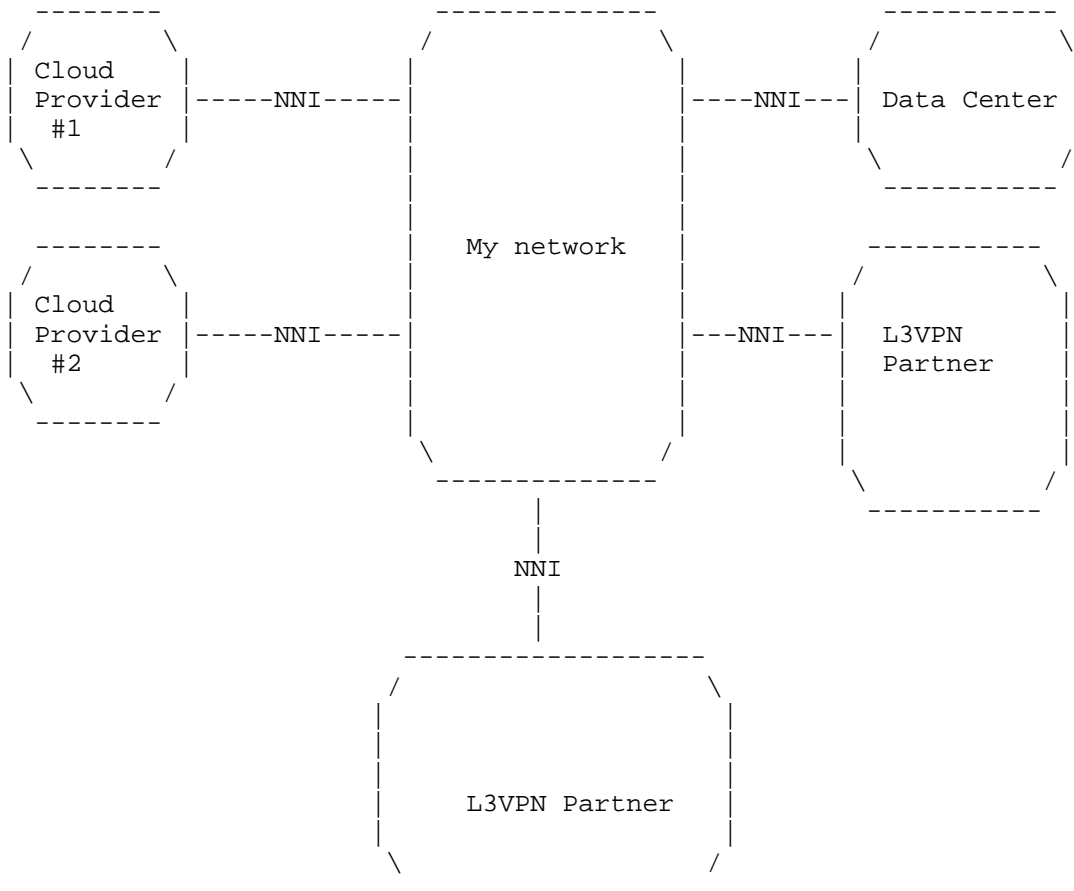 Cloud Provider #1
NNI
NNI
Data Center
My network
Cloud Provider #2
NNI
NNI
L3VPN Partner
NNI
L3VPN Partner